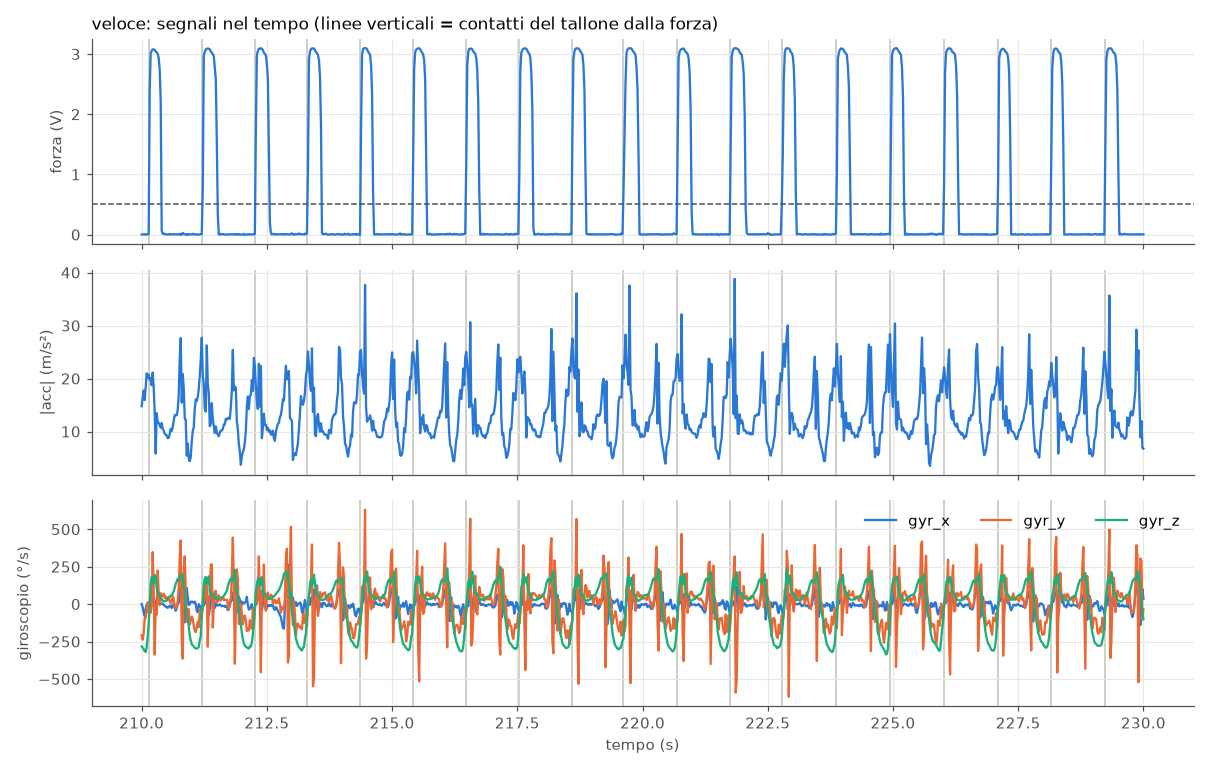 veloce: segnali nel tempo (linee verticali = contatti del tallone dalla forza)
3
2
1
0
forza (V)
40
30
20
10
|acc| (m/s²)
gyr_x gyr_y gyr_z
500
250
0
−250
−500
giroscopio (°/s)
210.0 212.5 215.0 217.5 220.0 222.5 225.0 227.5 230.0
tempo (s)